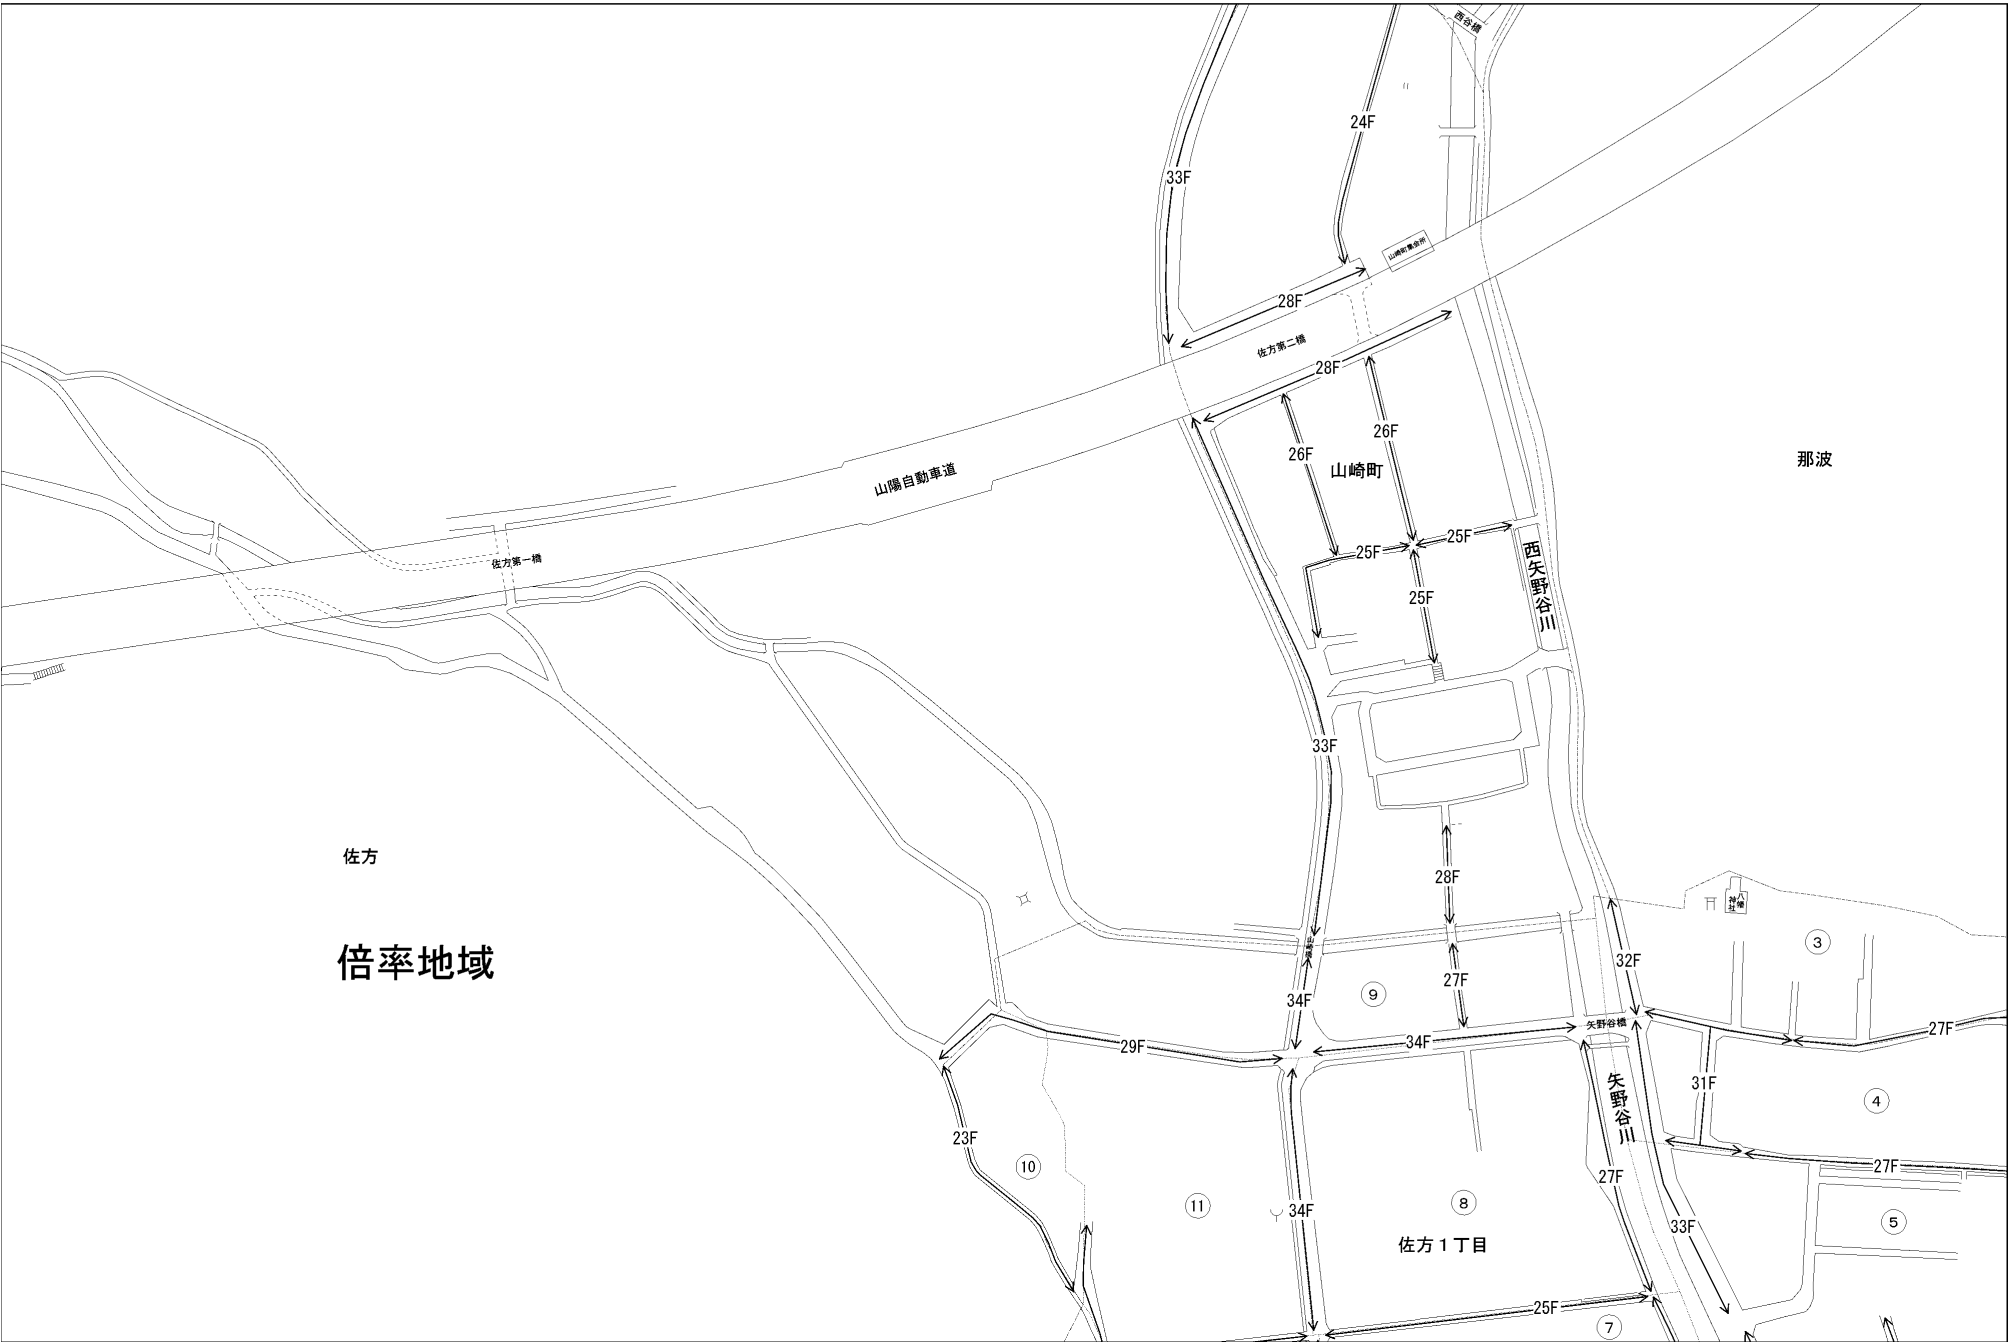 西谷橋
24F
33F
山崎町集会所
28F
佐方第二橋
28F
26F
26F
山崎町
那波
山陽自動車道
25F
25F
佐方第一橋
西矢野谷川
25F
33F
佐方
28F
八幡神社
倍率地域
3
32F
27F
9
34F
矢野谷橋
27F
34F
29F
31F
矢野谷川
4
23F
10
27F
27F
11
8
34F
5
33F
佐方1丁目
25F
7